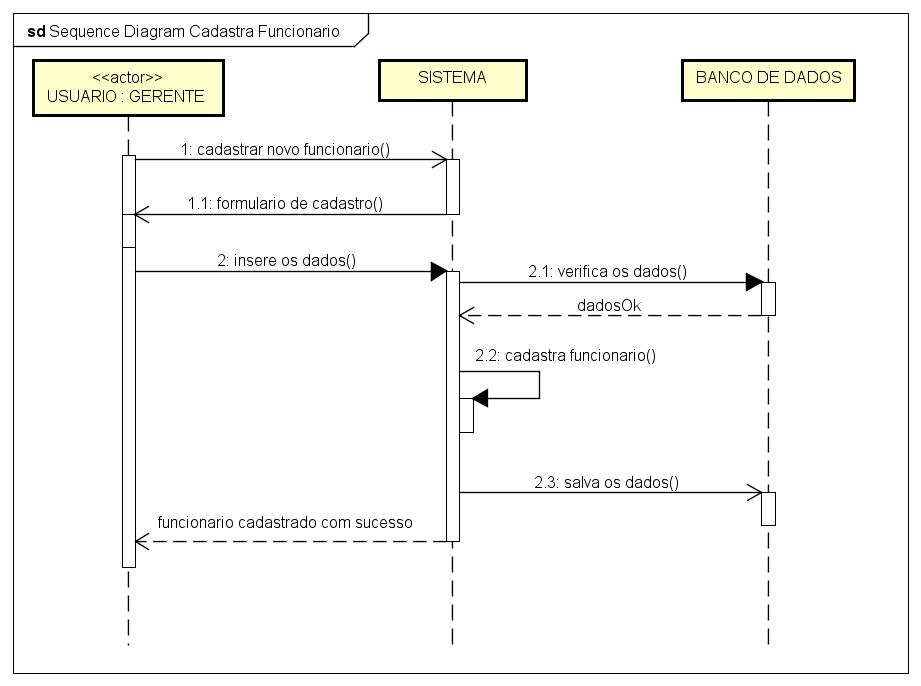 sd Sequence Diagram Cadastra Funcionario
<<actor>>
USUARIO : GERENTE
SISTEMA
BANCO DE DADOS
1: cadastrar novo funcionario()
1.1: formulario de cadastro()
2: insere os dados()
2.1: verifica os dados()
dadosOk
2.2: cadastra funcionario()
2.3: salva os dados()
funcionario cadastrado com sucesso